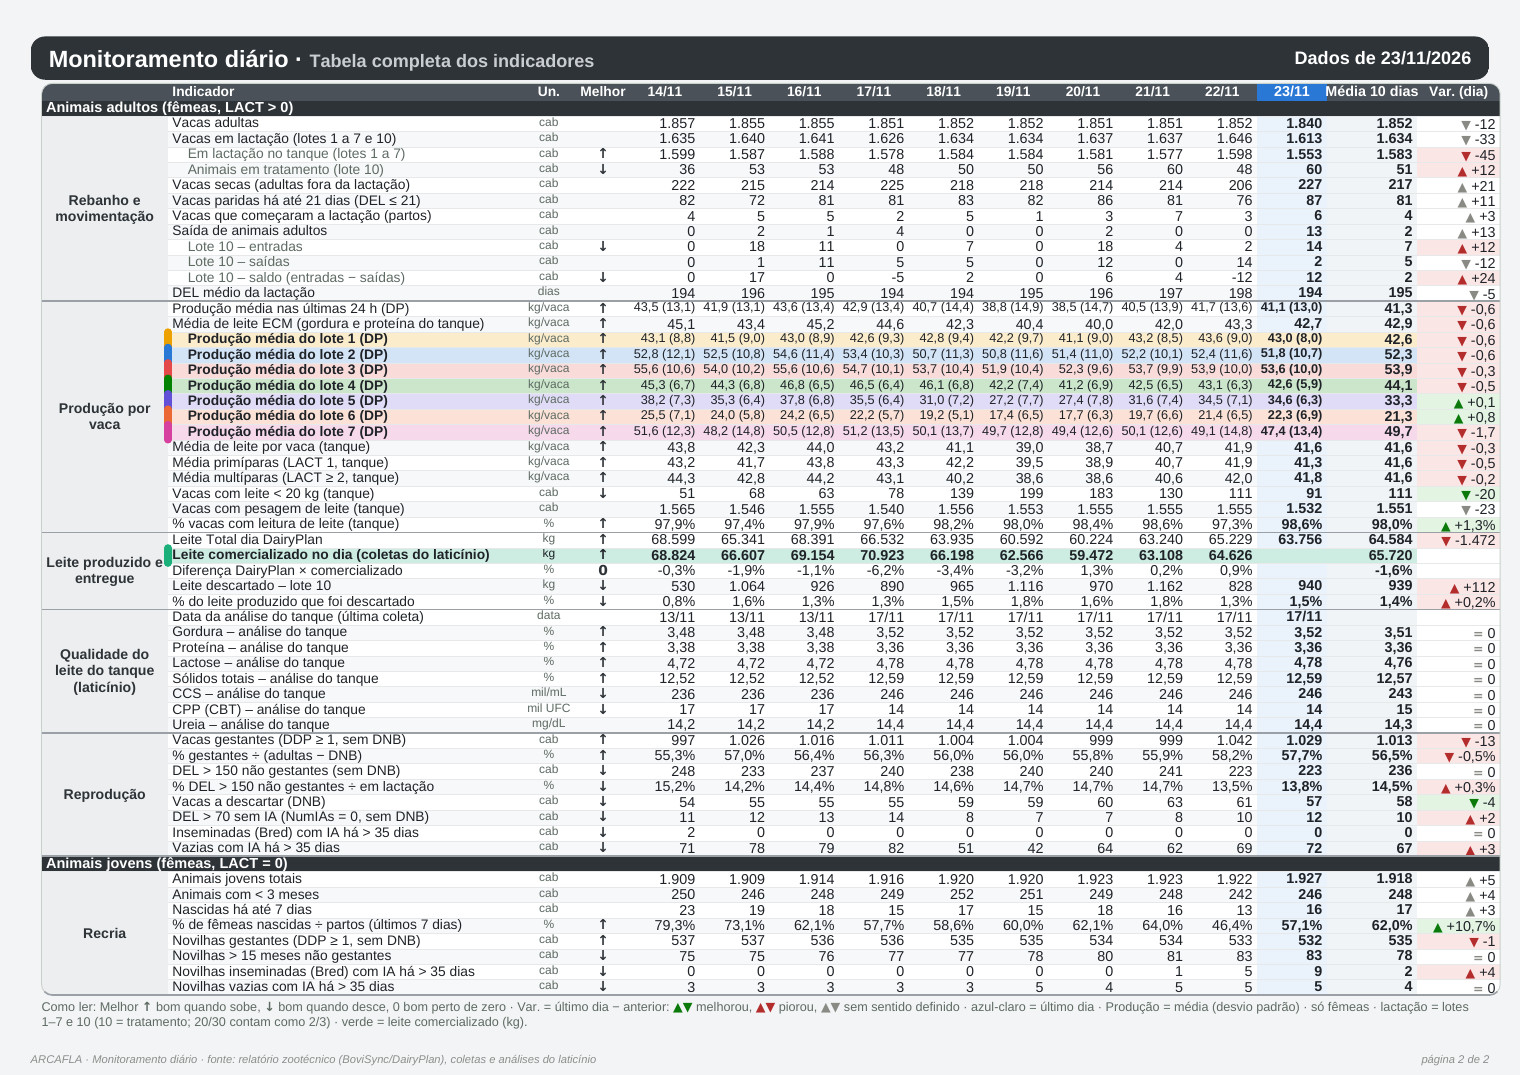 Monitoramento diário · Tabela completa dos indicadores Dados de 23/11/2026
Indicador Un. Melhor 14/11 15/11 16/11 17/11 18/11 19/11 20/11 21/11 22/11 23/11 Média 10 dias Var. (dia)
Animais adultos (fêmeas, LACT > 0)
Rebanho e movimentação
Vacas adultas cab 1.857 1.855 1.855 1.851 1.852 1.852 1.851 1.851 1.852 1.840 1.852 ▼ -12
Vacas em lactação (lotes 1 a 7 e 10) cab 1.635 1.640 1.641 1.626 1.634 1.634 1.637 1.637 1.646 1.613 1.634 ▼ -33
Em lactação no tanque (lotes 1 a 7) cab ↑ 1.599 1.587 1.588 1.578 1.584 1.584 1.581 1.577 1.598 1.553 1.583 ▼ -45
Animais em tratamento (lote 10) cab ↓ 36 53 53 48 50 50 56 60 48 60 51 ▲ +12
Vacas secas (adultas fora da lactação) cab 222 215 214 225 218 218 214 214 206 227 217 ▲ +21
Vacas paridas há até 21 dias (DEL ≤ 21) cab 82 72 81 81 83 82 86 81 76 87 81 ▲ +11
Vacas que começaram a lactação (partos) cab 4 5 5 2 5 1 3 7 3 6 4 ▲ +3
Saída de animais adultos cab 0 2 1 4 0 0 2 0 0 13 2 ▲ +13
Lote 10 – entradas cab ↓ 0 18 11 0 7 0 18 4 2 14 7 ▲ +12
Lote 10 – saídas cab 0 1 11 5 5 0 12 0 14 2 5 ▼ -12
Lote 10 – saldo (entradas − saídas) cab ↓ 0 17 0 -5 2 0 6 4 -12 12 2 ▲ +24
DEL médio da lactação dias 194 196 195 194 194 195 196 197 198 194 195 ▼ -5
Produção por vaca
Produção média nas últimas 24 h (DP) kg/vaca ↑ 43,5 (13,1) 41,9 (13,1) 43,6 (13,4) 42,9 (13,4) 40,7 (14,4) 38,8 (14,9) 38,5 (14,7) 40,5 (13,9) 41,7 (13,6) 41,1 (13,0) 41,3 ▼ -0,6
Média de leite ECM (gordura e proteína do tanque) kg/vaca ↑ 45,1 43,4 45,2 44,6 42,3 40,4 40,0 42,0 43,3 42,7 42,9 ▼ -0,6
Produção média do lote 1 (DP) kg/vaca ↑ 43,1 (8,8) 41,5 (9,0) 43,0 (8,9) 42,6 (9,3) 42,8 (9,4) 42,2 (9,7) 41,1 (9,0) 43,2 (8,5) 43,6 (9,0) 43,0 (8,0) 42,6 ▼ -0,6
Produção média do lote 2 (DP) kg/vaca ↑ 52,8 (12,1) 52,5 (10,8) 54,6 (11,4) 53,4 (10,3) 50,7 (11,3) 50,8 (11,6) 51,4 (11,0) 52,2 (10,1) 52,4 (11,6) 51,8 (10,7) 52,3 ▼ -0,6
Produção média do lote 3 (DP) kg/vaca ↑ 55,6 (10,6) 54,0 (10,2) 55,6 (10,6) 54,7 (10,1) 53,7 (10,4) 51,9 (10,4) 52,3 (9,6) 53,7 (9,9) 53,9 (10,0) 53,6 (10,0) 53,9 ▼ -0,3
Produção média do lote 4 (DP) kg/vaca ↑ 45,3 (6,7) 44,3 (6,8) 46,8 (6,5) 46,5 (6,4) 46,1 (6,8) 42,2 (7,4) 41,2 (6,9) 42,5 (6,5) 43,1 (6,3) 42,6 (5,9) 44,1 ▼ -0,5
Produção média do lote 5 (DP) kg/vaca ↑ 38,2 (7,3) 35,3 (6,4) 37,8 (6,8) 35,5 (6,4) 31,0 (7,2) 27,2 (7,7) 27,4 (7,8) 31,6 (7,4) 34,5 (7,1) 34,6 (6,3) 33,3 ▲ +0,1
Produção média do lote 6 (DP) kg/vaca ↑ 25,5 (7,1) 24,0 (5,8) 24,2 (6,5) 22,2 (5,7) 19,2 (5,1) 17,4 (6,5) 17,7 (6,3) 19,7 (6,6) 21,4 (6,5) 22,3 (6,9) 21,3 ▲ +0,8
Produção média do lote 7 (DP) kg/vaca ↑ 51,6 (12,3) 48,2 (14,8) 50,5 (12,8) 51,2 (13,5) 50,1 (13,7) 49,7 (12,8) 49,4 (12,6) 50,1 (12,6) 49,1 (14,8) 47,4 (13,4) 49,7 ▼ -1,7
Média de leite por vaca (tanque) kg/vaca ↑ 43,8 42,3 44,0 43,2 41,1 39,0 38,7 40,7 41,9 41,6 41,6 ▼ -0,3
Média primíparas (LACT 1, tanque) kg/vaca ↑ 43,2 41,7 43,8 43,3 42,2 39,5 38,9 40,7 41,9 41,3 41,6 ▼ -0,5
Média multíparas (LACT ≥ 2, tanque) kg/vaca ↑ 44,3 42,8 44,2 43,1 40,2 38,6 38,6 40,6 42,0 41,8 41,6 ▼ -0,2
Vacas com leite < 20 kg (tanque) cab ↓ 51 68 63 78 139 199 183 130 111 91 111 ▼ -20
Vacas com pesagem de leite (tanque) cab 1.565 1.546 1.555 1.540 1.556 1.553 1.555 1.555 1.555 1.532 1.551 ▼ -23
% vacas com leitura de leite (tanque) % ↑ 97,9% 97,4% 97,9% 97,6% 98,2% 98,0% 98,4% 98,6% 97,3% 98,6% 98,0% ▲ +1,3%
Leite produzido e entregue
Leite Total dia DairyPlan kg ↑ 68.599 65.341 68.391 66.532 63.935 60.592 60.224 63.240 65.229 63.756 64.584 ▼ -1.472
Leite comercializado no dia (coletas do laticínio) kg ↑ 68.824 66.607 69.154 70.923 66.198 62.566 59.472 63.108 64.626 65.720
Diferença DairyPlan × comercializado % 0 -0,3% -1,9% -1,1% -6,2% -3,4% -3,2% 1,3% 0,2% 0,9% -1,6%
Leite descartado – lote 10 kg ↓ 530 1.064 926 890 965 1.116 970 1.162 828 940 939 ▲ +112
% do leite produzido que foi descartado % ↓ 0,8% 1,6% 1,3% 1,3% 1,5% 1,8% 1,6% 1,8% 1,3% 1,5% 1,4% ▲ +0,2%
Qualidade do leite do tanque (laticínio)
Data da análise do tanque (última coleta) data 13/11 13/11 13/11 17/11 17/11 17/11 17/11 17/11 17/11 17/11
Gordura – análise do tanque % ↑ 3,48 3,48 3,48 3,52 3,52 3,52 3,52 3,52 3,52 3,52 3,51 = 0
Proteína – análise do tanque % ↑ 3,38 3,38 3,38 3,36 3,36 3,36 3,36 3,36 3,36 3,36 3,36 = 0
Lactose – análise do tanque % ↑ 4,72 4,72 4,72 4,78 4,78 4,78 4,78 4,78 4,78 4,78 4,76 = 0
Sólidos totais – análise do tanque % ↑ 12,52 12,52 12,52 12,59 12,59 12,59 12,59 12,59 12,59 12,59 12,57 = 0
CCS – análise do tanque mil/mL ↓ 236 236 236 246 246 246 246 246 246 246 243 = 0
CPP (CBT) – análise do tanque mil UFC ↓ 17 17 17 14 14 14 14 14 14 14 15 = 0
Ureia – análise do tanque mg/dL 14,2 14,2 14,2 14,4 14,4 14,4 14,4 14,4 14,4 14,4 14,3 = 0
Reprodução
Vacas gestantes (DDP ≥ 1, sem DNB) cab ↑ 997 1.026 1.016 1.011 1.004 1.004 999 999 1.042 1.029 1.013 ▼ -13
% gestantes ÷ (adultas − DNB) % ↑ 55,3% 57,0% 56,4% 56,3% 56,0% 56,0% 55,8% 55,9% 58,2% 57,7% 56,5% ▼ -0,5%
DEL > 150 não gestantes (sem DNB) cab ↓ 248 233 237 240 238 240 240 241 223 223 236 = 0
% DEL > 150 não gestantes ÷ em lactação % ↓ 15,2% 14,2% 14,4% 14,8% 14,6% 14,7% 14,7% 14,7% 13,5% 13,8% 14,5% ▲ +0,3%
Vacas a descartar (DNB) cab ↓ 54 55 55 55 59 59 60 63 61 57 58 ▼ -4
DEL > 70 sem IA (NumIAs = 0, sem DNB) cab ↓ 11 12 13 14 8 7 7 8 10 12 10 ▲ +2
Inseminadas (Bred) com IA há > 35 dias cab ↓ 2 0 0 0 0 0 0 0 0 0 0 = 0
Vazias com IA há > 35 dias cab ↓ 71 78 79 82 51 42 64 62 69 72 67 ▲ +3
Animais jovens (fêmeas, LACT = 0)
Recria
Animais jovens totais cab 1.909 1.909 1.914 1.916 1.920 1.920 1.923 1.923 1.922 1.927 1.918 ▲ +5
Animais com < 3 meses cab 250 246 248 249 252 251 249 248 242 246 248 ▲ +4
Nascidas há até 7 dias cab 23 19 18 15 17 15 18 16 13 16 17 ▲ +3
% de fêmeas nascidas ÷ partos (últimos 7 dias) % ↑ 79,3% 73,1% 62,1% 57,7% 58,6% 60,0% 62,1% 64,0% 46,4% 57,1% 62,0% ▲ +10,7%
Novilhas gestantes (DDP ≥ 1, sem DNB) cab ↑ 537 537 536 536 535 535 534 534 533 532 535 ▼ -1
Novilhas > 15 meses não gestantes cab ↓ 75 75 76 77 77 78 80 81 83 83 78 = 0
Novilhas inseminadas (Bred) com IA há > 35 dias cab ↓ 0 0 0 0 0 0 0 1 5 9 2 ▲ +4
Novilhas vazias com IA há > 35 dias cab ↓ 3 3 3 3 3 5 4 5 5 5 4 = 0
Como ler: Melhor ↑ bom quando sobe, ↓ bom quando desce, 0 bom perto de zero · Var. = último dia − anterior: ▲▼ melhorou, ▲▼ piorou, ▲▼ sem sentido definido · azul-claro = último dia · Produção = média (desvio padrão) · só fêmeas · lactação = lotes
1–7 e 10 (10 = tratamento; 20/30 contam como 2/3) · verde = leite comercializado (kg).
ARCAFLA · Monitoramento diário · fonte: relatório zootécnico (BoviSync/DairyPlan), coletas e análises do laticínio página 2 de 2